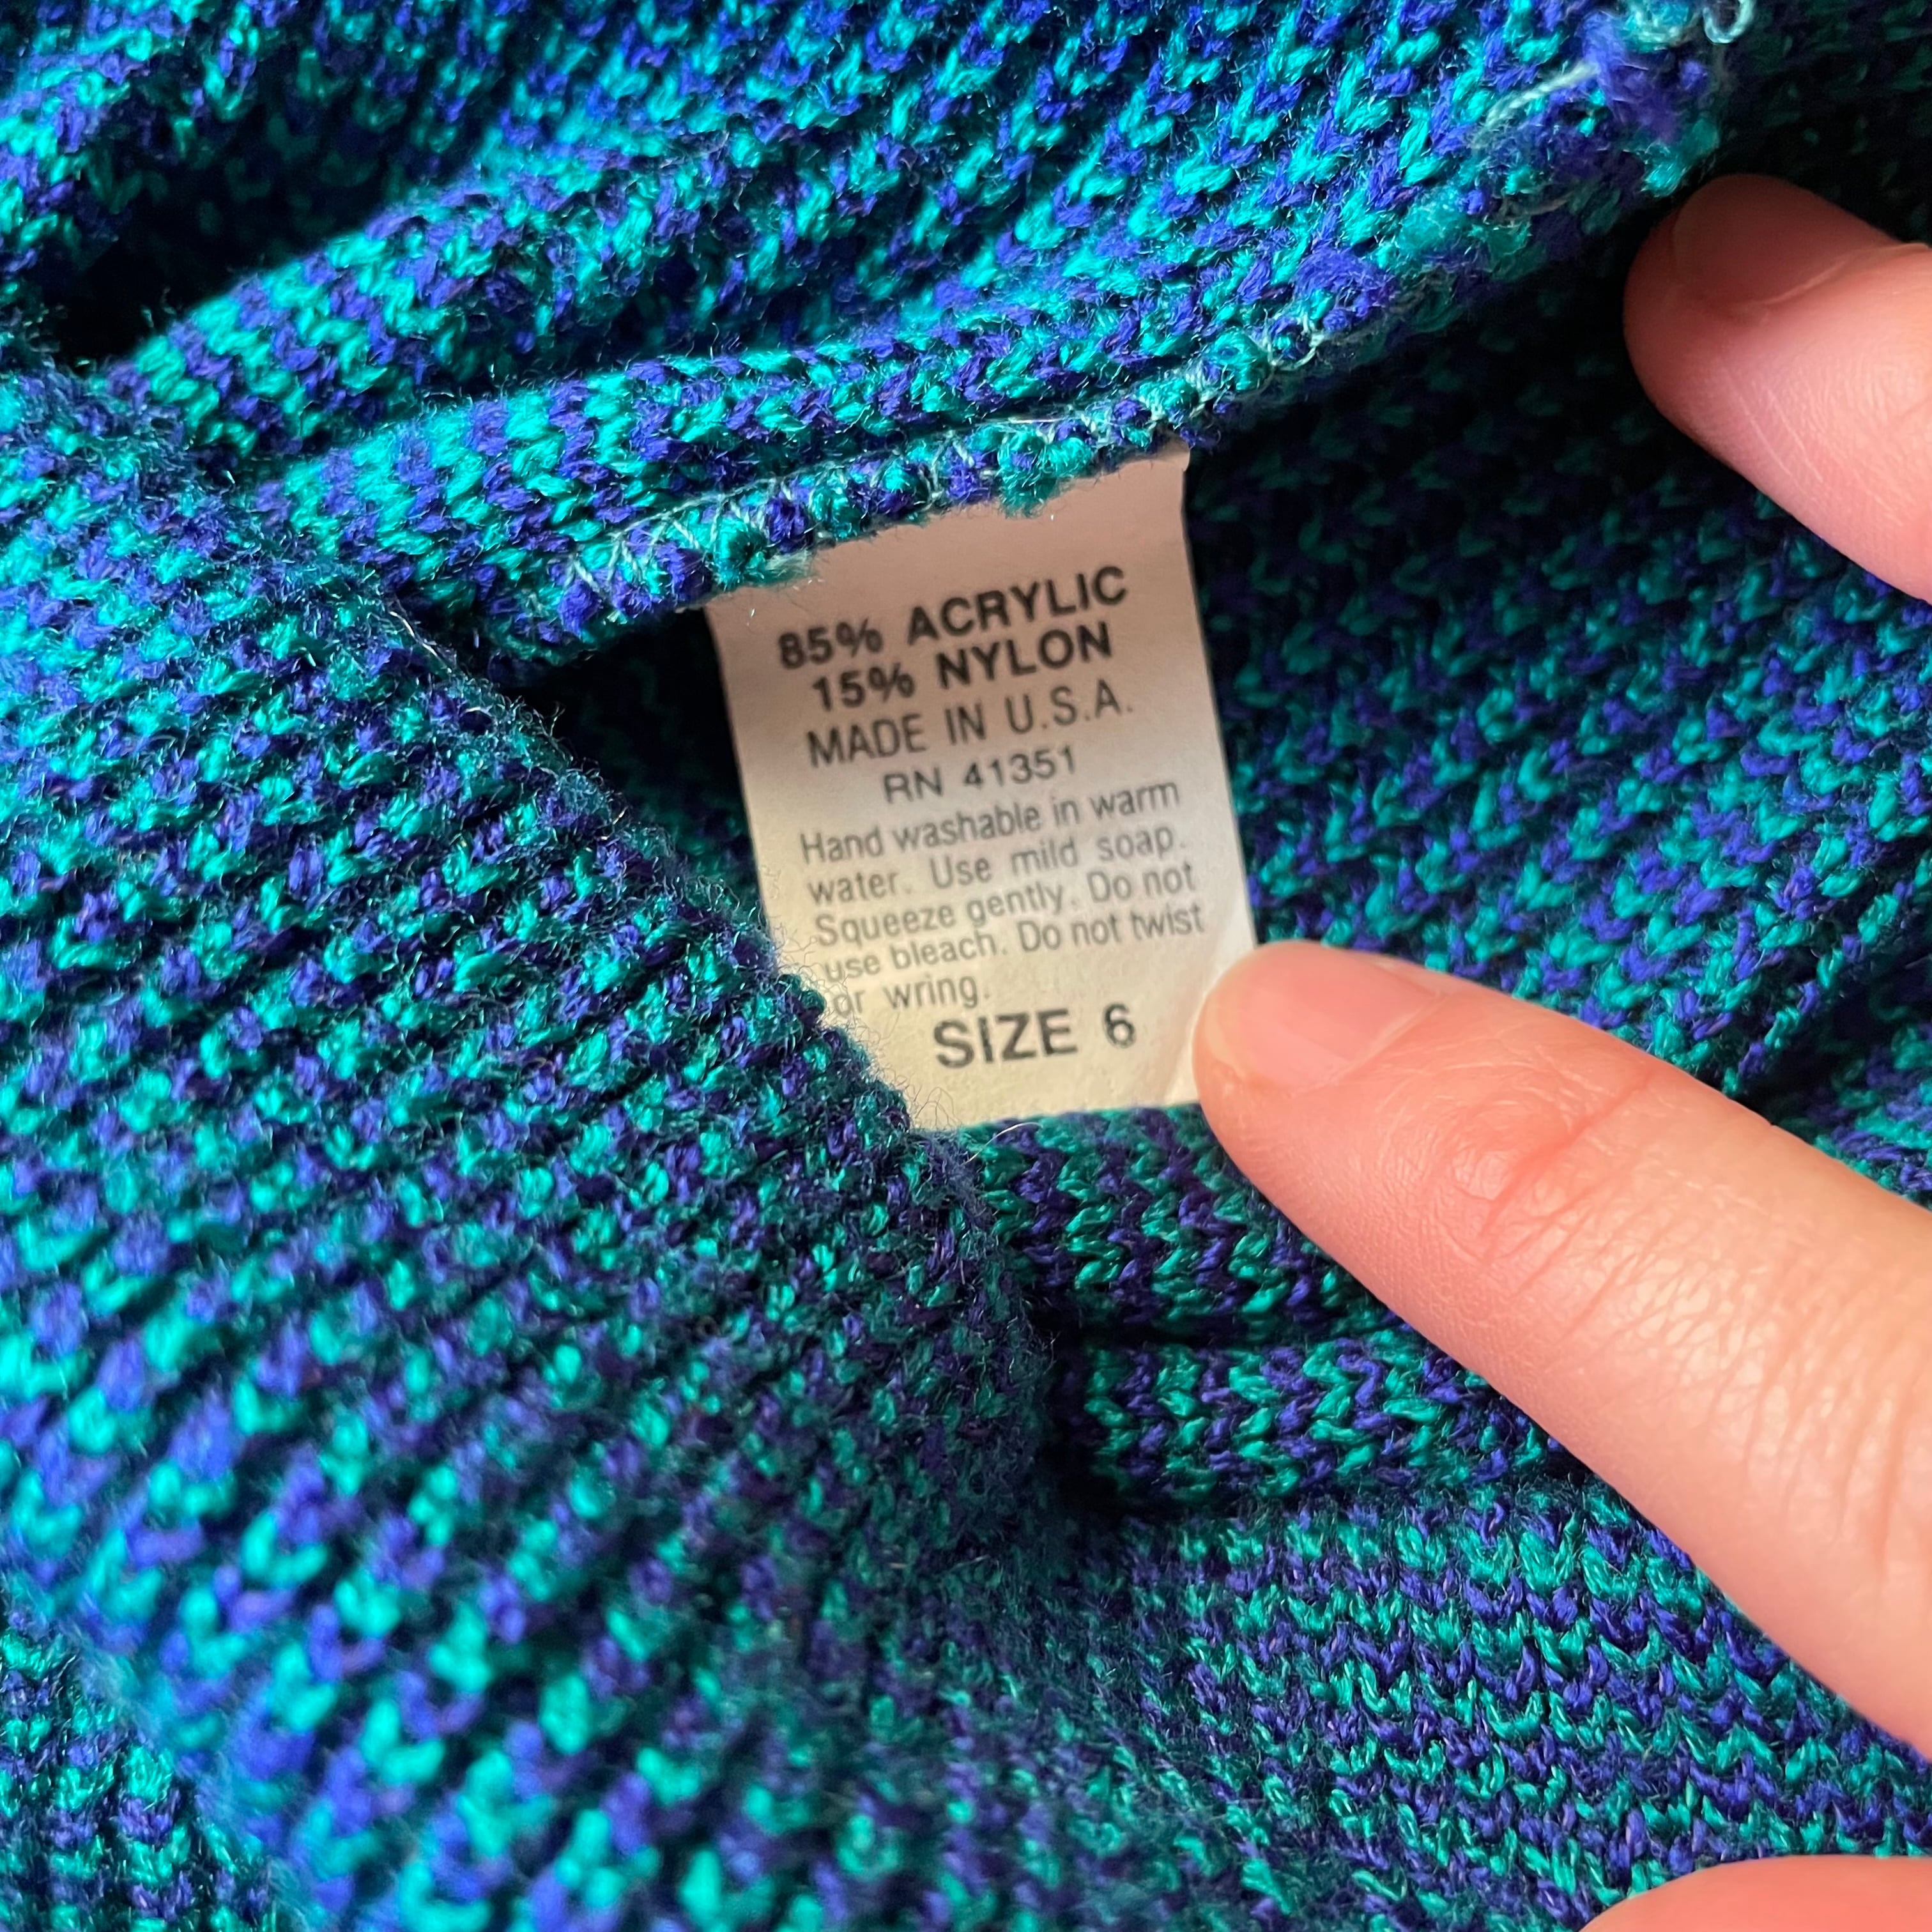 85% ACRYLIC
15% NYLON
MADE IN U.S.A.
RN 41351
Hand washable in warm
water. Use mild soap.
Squeeze gently. Do not
use bleach. Do not twist
or wring.
SIZE 6